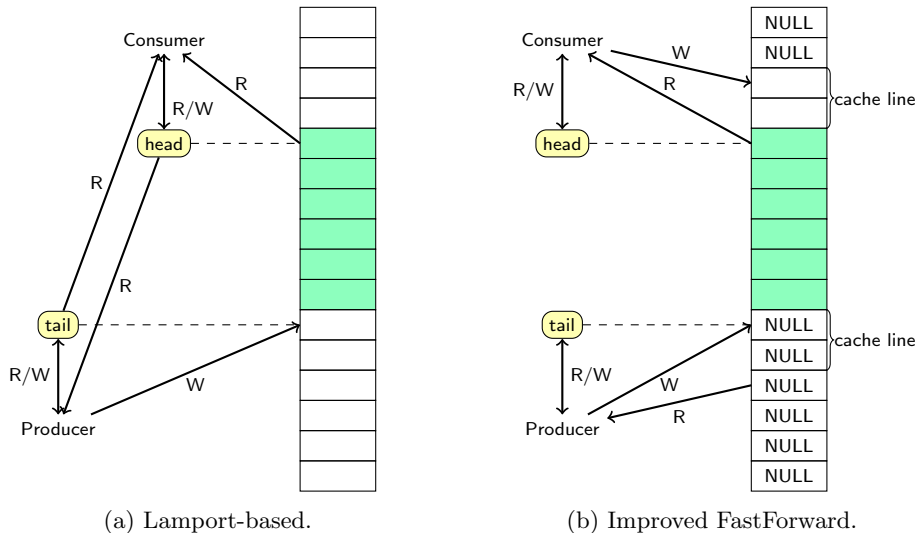 Consumer
R
R/W
head
R
R
tail
R/W
W
Producer
(a) Lamport-based.
NULL
NULL
Consumer
W
R
R/W
cache line
head
tail
NULL
cache line
NULL
R/W
W
NULL
R
Producer
NULL
NULL
NULL
(b) Improved FastForward.